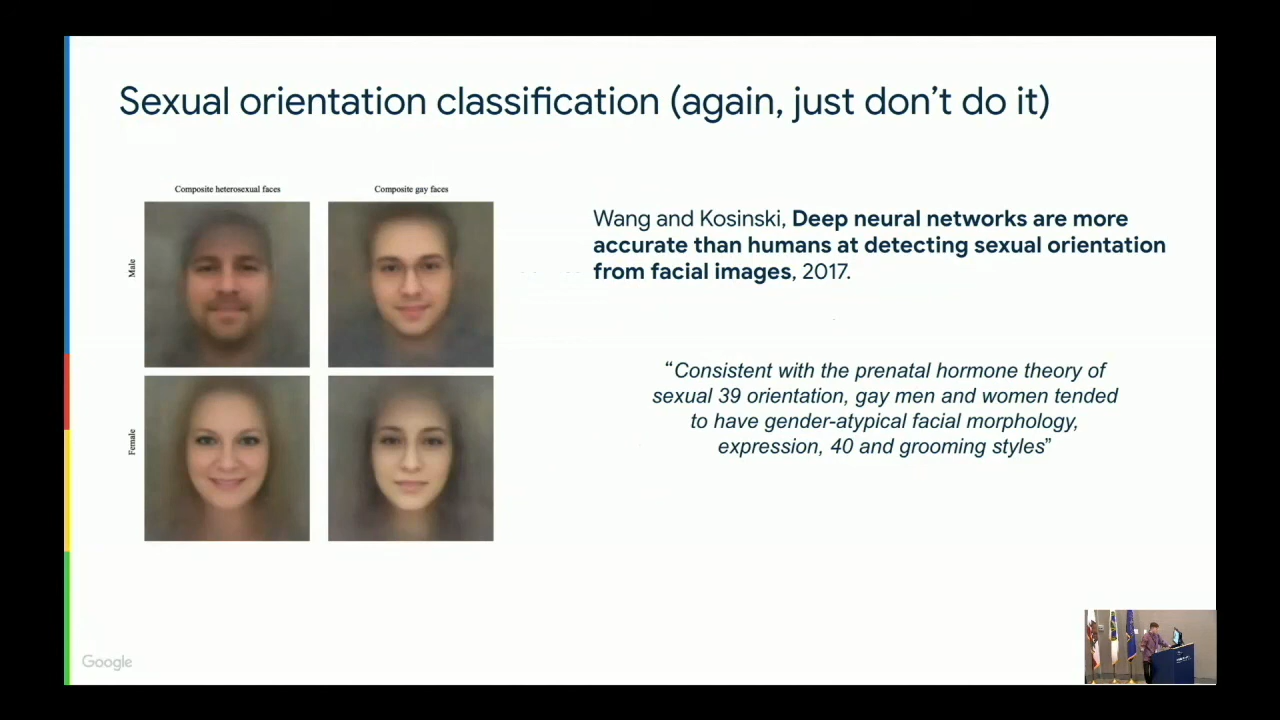 Sexual orientation classification (again, just don't do it)
Composite heterosexual faces
Composite gay faces
Male
Female
Wang and Kosinski, Deep neural networks are more
accurate than humans at detecting sexual orientation
from facial images, 2017.
“Consistent with the prenatal hormone theory of
sexual 39 orientation, gay men and women tended
to have gender-atypical facial morphology,
expression, 40 and grooming styles”
Google